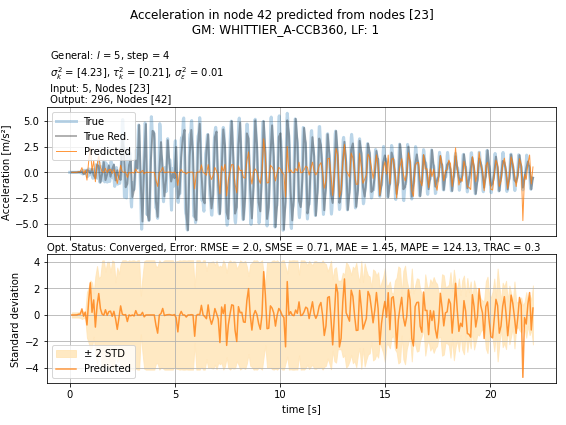 Acceleration in node 42 predicted from nodes [23]
GM: WHITTIER_A-CCB360, LF: 1
General: l = 5, step = 4
σ²ₖ = [4.23], τ²ₖ = [0.21], σ²ε = 0.01
Input: 5, Nodes [23]
Output: 296, Nodes [42]
Acceleration [m/s²]
5.0
2.5
0.0
−2.5
−5.0
True
True Red.
Predicted
Opt. Status: Converged, Error: RMSE = 2.0, SMSE = 0.71, MAE = 1.45, MAPE = 124.13, TRAC = 0.3
Standard deviation
4
2
0
−2
−4
± 2 STD
Predicted
0 5 10 15 20
time [s]